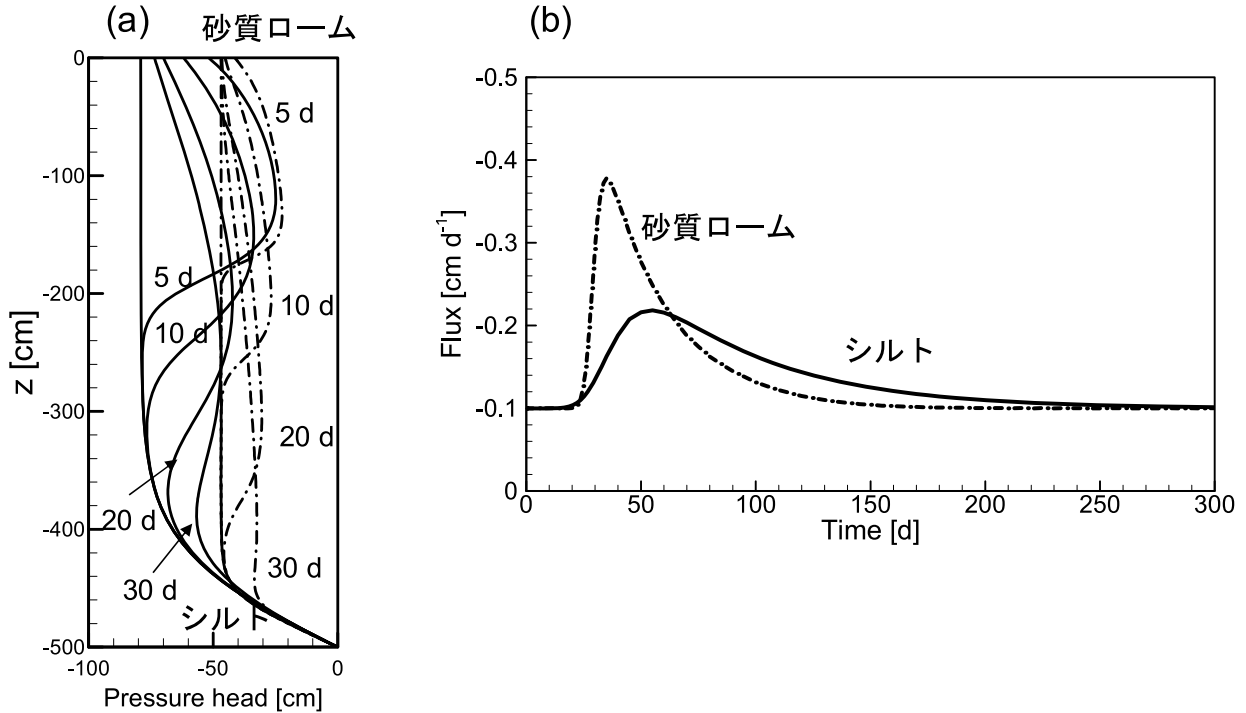 (a)
砂質ローム
(b)
0
-100
-200
-300
-400
-500
z [cm]
5 d
5 d
10 d
10 d
20 d
20 d
30 d
30 d
シルト
-100
-50
0
Pressure head [cm]
-0.5
-0.4
-0.3
-0.2
-0.1
0
Flux [cm d-1]
砂質ローム
シルト
0
50
100
150
200
250
300
Time [d]